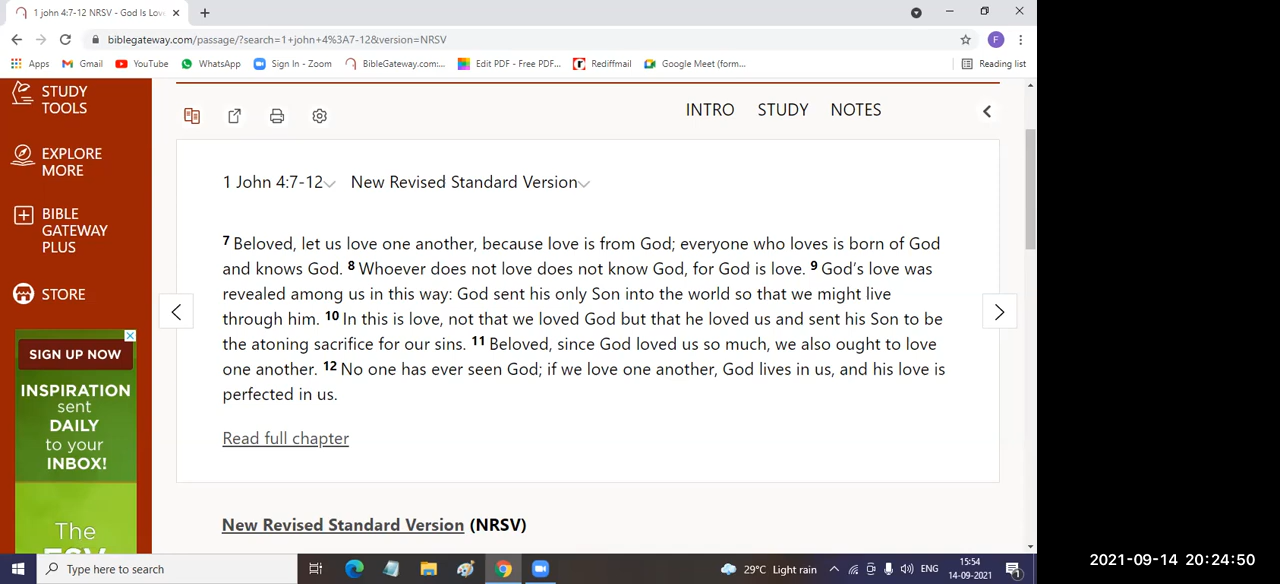 1 john 4:7-12 NRSV - God Is Love
biblegateway.com/passage/?search=1+john+4%3A7-12&version=NRSV
F
Apps Gmail YouTube WhatsApp Sign In - Zoom BibleGateway.com:... Edit PDF - Free PDF... Rediffmail Google Meet (form... Reading list
STUDY
TOOLS
EXPLORE
MORE
BIBLE
GATEWAY
PLUS
STORE
SIGN UP NOW
INSPIRATION
sent
DAILY
to your
INBOX!
The
ESV
INTRO STUDY NOTES
1 John 4:7-12 New Revised Standard Version
7 Beloved, let us love one another, because love is from God; everyone who loves is born of God
and knows God. 8 Whoever does not love does not know God, for God is love. 9 God’s love was
revealed among us in this way: God sent his only Son into the world so that we might live
through him. 10 In this is love, not that we loved God but that he loved us and sent his Son to be
the atoning sacrifice for our sins. 11 Beloved, since God loved us so much, we also ought to love
one another. 12 No one has ever seen God; if we love one another, God lives in us, and his love is
perfected in us.
Read full chapter
New Revised Standard Version (NRSV)
Type here to search
29°C Light rain
ENG
15:54
14-09-2021
1
2021-09-14 20:24:50